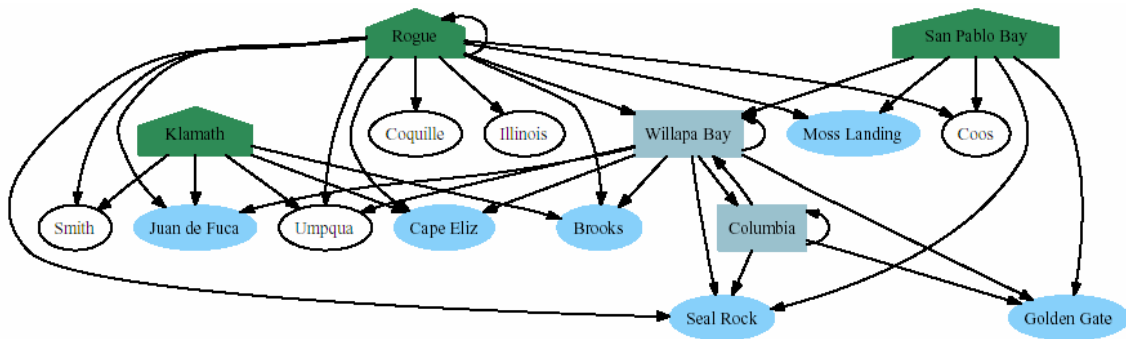 Rogue
San Pablo Bay
Klamath
Coquille
Illinois
Willapa Bay
Moss Landing
Coos
Smith
Juan de Fuca
Umpqua
Cape Eliz
Brooks
Columbia
Seal Rock
Golden Gate